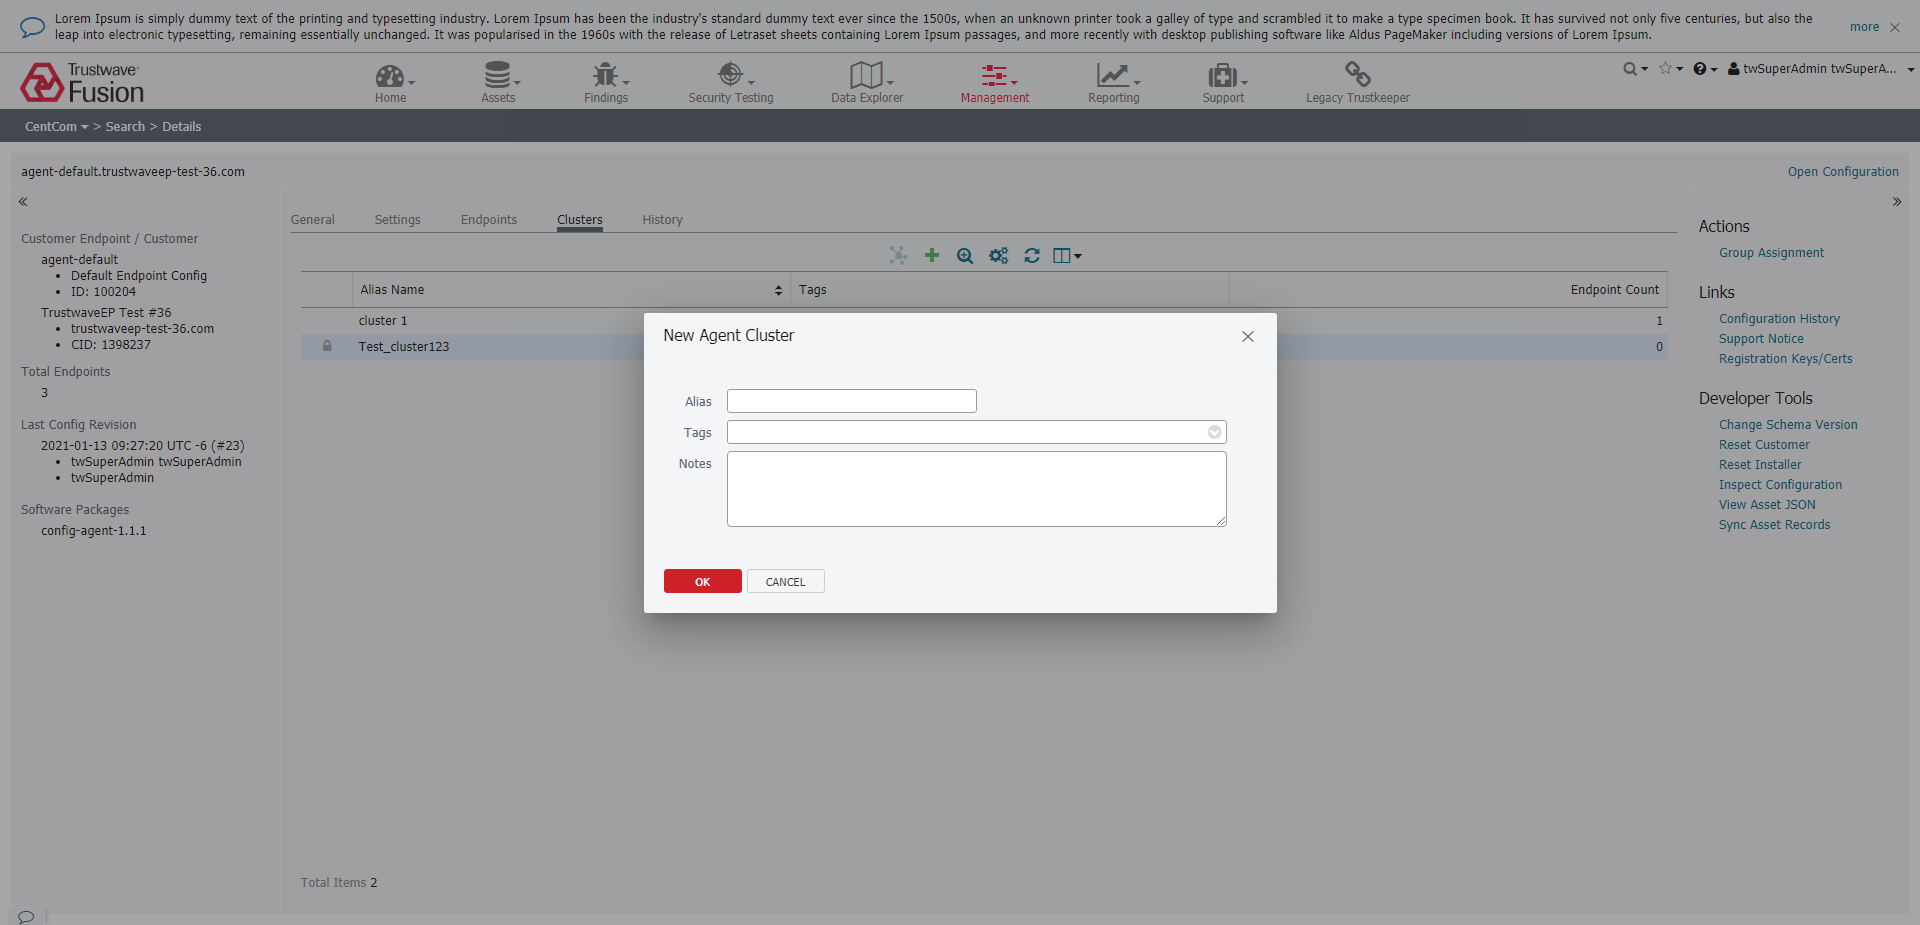 Lorem Ipsum is simply dummy text of the printing and typesetting industry. Lorem Ipsum has been the industry's standard dummy text ever since the 1500s, when an unknown printer took a galley of type and scrambled it to make a type specimen book. It has survived not only five centuries, but also the
leap into electronic typesetting, remaining essentially unchanged. It was popularised in the 1960s with the release of Letraset sheets containing Lorem Ipsum passages, and more recently with desktop publishing software like Aldus PageMaker including versions of Lorem Ipsum.
more
Trustwave®
Fusion
Home
Assets
Findings
Security Testing
Data Explorer
Management
Reporting
Support
Legacy Trustkeeper
twSuperAdmin twSuperA...
CentCom > Search > Details
agent-default.trustwaveep-test-36.com
Open Configuration
Customer Endpoint / Customer
agent-default
• Default Endpoint Config
• ID: 100204
TrustwaveEP Test #36
• trustwaveep-test-36.com
• CID: 1398237
Total Endpoints
3
Last Config Revision
2021-01-13 09:27:20 UTC -6 (#23)
• twSuperAdmin twSuperAdmin
• twSuperAdmin
Software Packages
config-agent-1.1.1
General
Settings
Endpoints
Clusters
History
Alias Name
Tags
Endpoint Count
cluster 1
1
Test_cluster123
0
New Agent Cluster
Alias
Tags
Notes
OK
CANCEL
Total Items 2
Actions
Group Assignment
Links
Configuration History
Support Notice
Registration Keys/Certs
Developer Tools
Change Schema Version
Reset Customer
Reset Installer
Inspect Configuration
View Asset JSON
Sync Asset Records